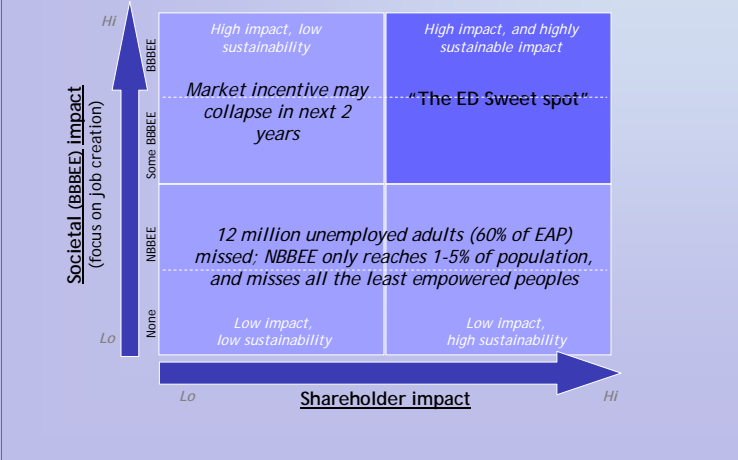 Hi
Societal (BBBEE) impact
(focus on job creation)
BBBEE
Some BBBEE
NBBEE
None
Lo
High impact, low
sustainability
Market incentive may
collapse in next 2
years
High impact, and highly
sustainable impact
“The ED Sweet spot”
12 million unemployed adults (60% of EAP)
missed; NBBEE only reaches 1-5% of population,
and misses all the least empowered peoples
Low impact,
low sustainability
Low impact,
high sustainability
Lo
Shareholder impact
Hi